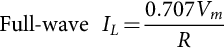 Full-wave I_L = 0.707V_m / R